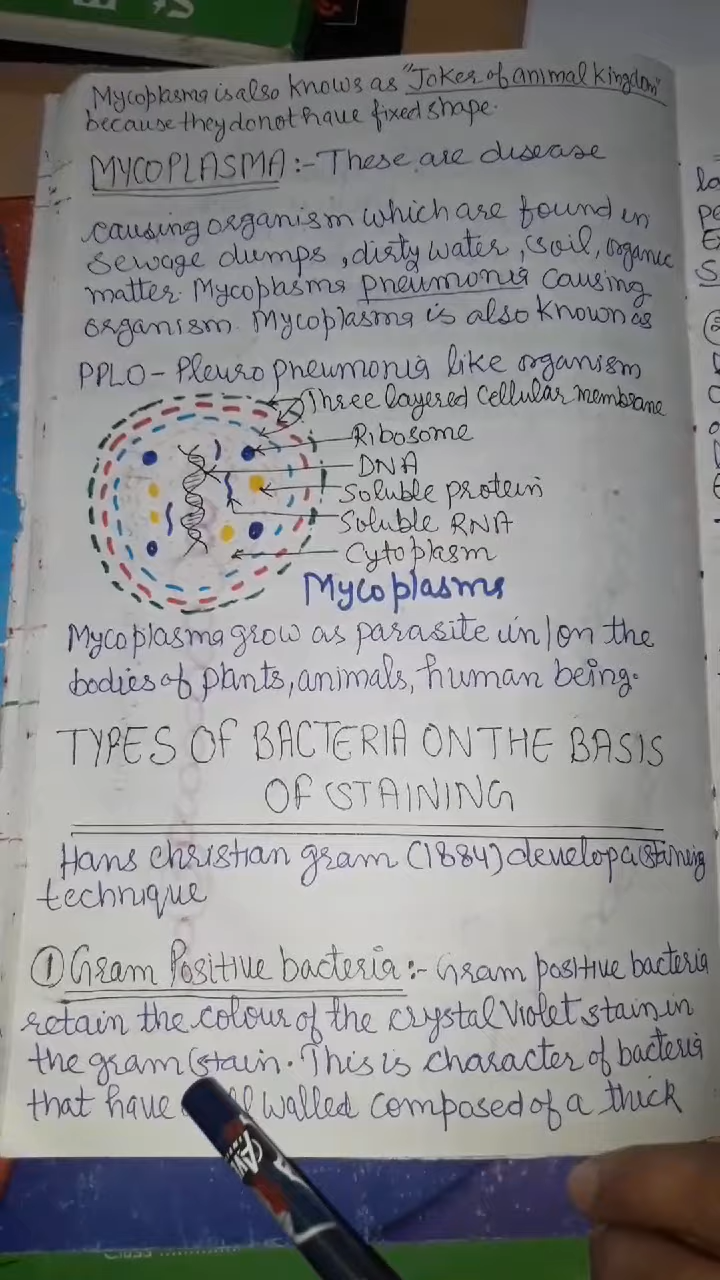 Mycoplasma is also knows as "Joker of animal kingdom"
because they do not have fixed shape.
MYCOPLASMA :- These are disease
causing organism which are found in
sewage dumps, dirty water, soil, organic
matter. Mycoplasma pneumonia causing
organism. Mycoplasma is also known as
PPLO - Pleuro pneumonia like organism
Three layered cellular membrane
Ribosome
DNA
Soluble protein
Soluble RNA
Cytoplasm
Mycoplasma
Mycoplasma grow as parasite in/on the
bodies of plants, animals, human being.
TYPES OF BACTERIA ON THE BASIS
OF STAINING
Hans christian gram (1884) develop a staining
technique
① Gram Positive bacteria :- Gram positive bacteria
retain the colour of the crystal violet stain in
the gram stain. This is character of bacteria
that have walled composed of a thick